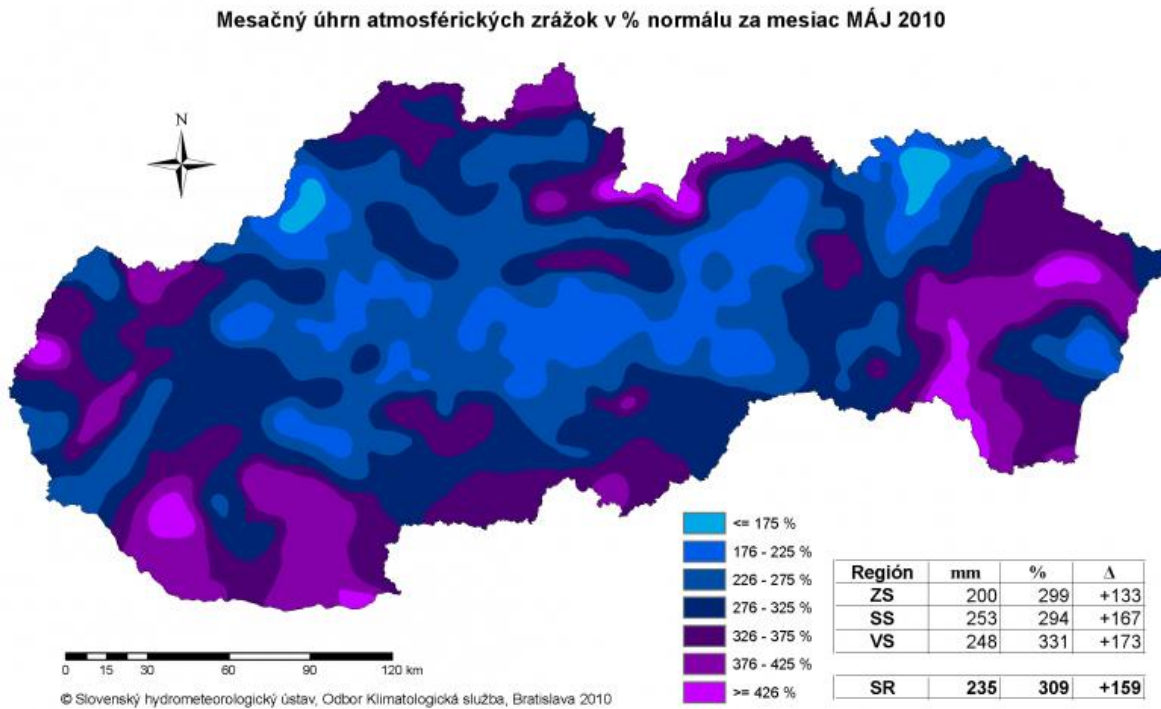 Mesačný úhrn atmosférických zrážok v % normálu za mesiac MÁJ 2010
N
<= 175 %
176 - 225 %
226 - 275 %
276 - 325 %
326 - 375 %
376 - 425 %
>= 426 %
Región mm % Δ
ZS 200 299 +133
SS 253 294 +167
VS 248 331 +173
SR 235 309 +159
0 15 30 60 90 120 km
© Slovenský hydrometeorologický ústav, Odbor Klimatologická služba, Bratislava 2010